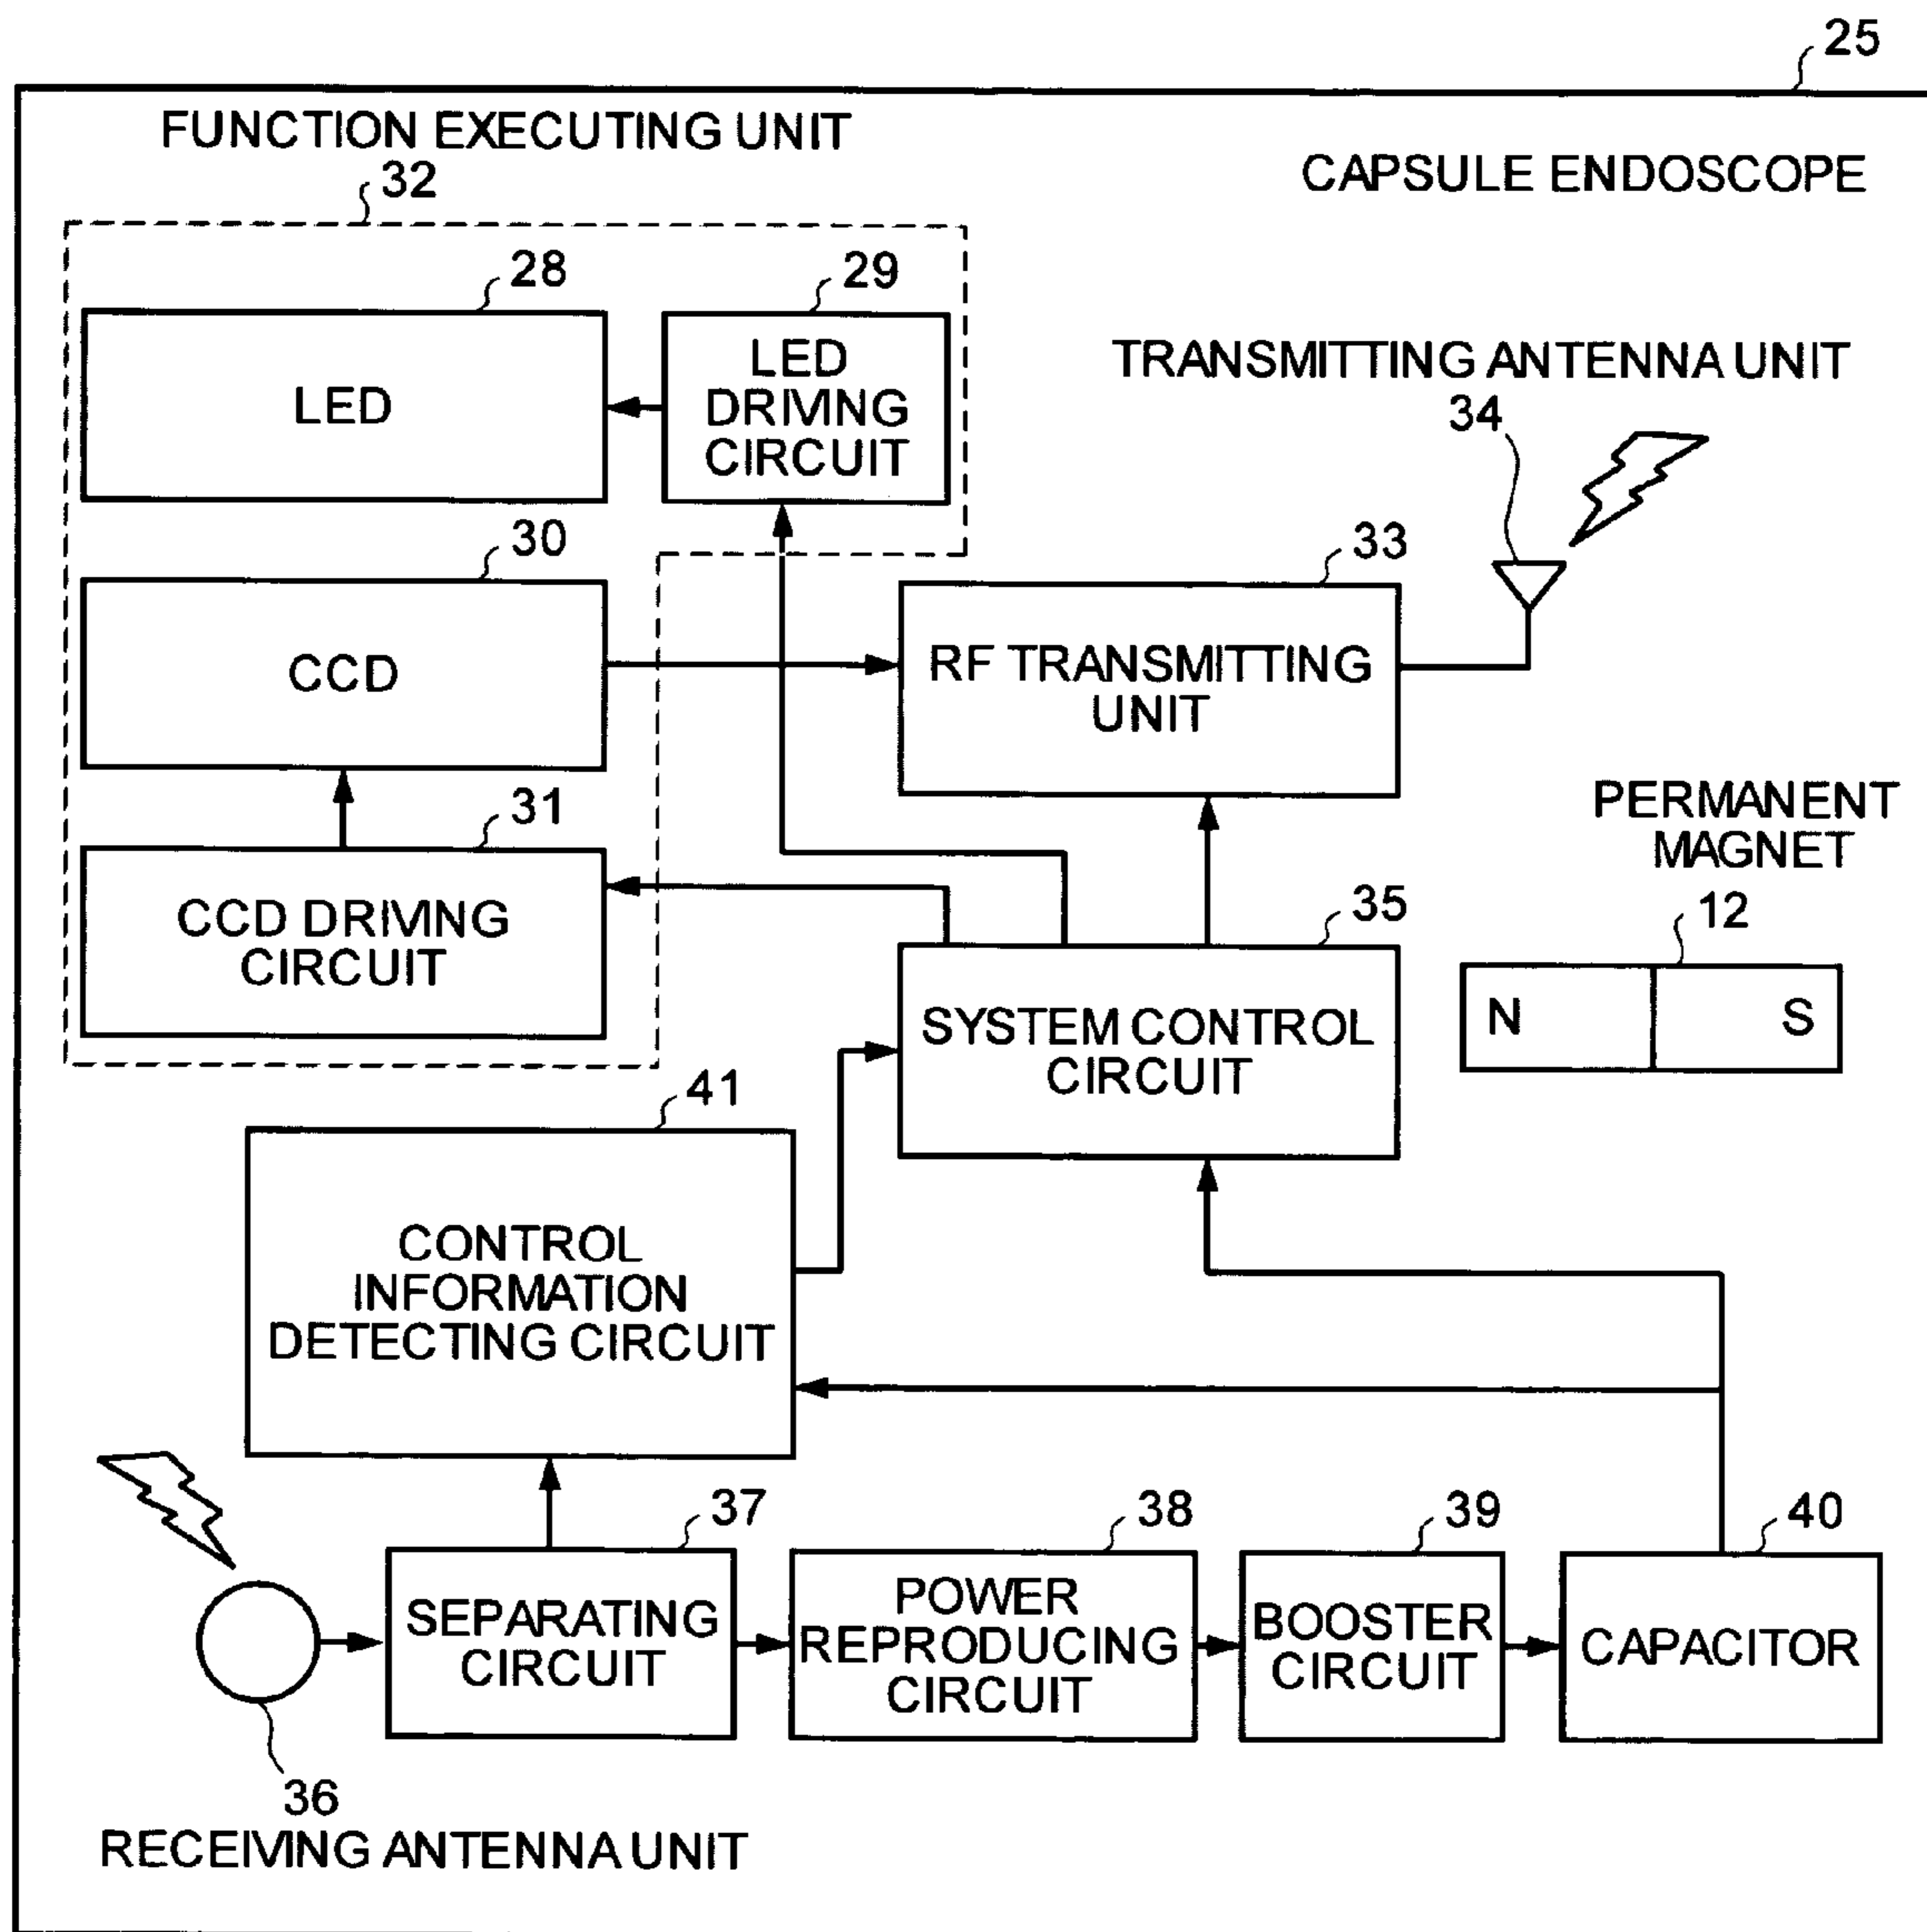 25
FUNCTION EXECUTING UNIT
32
CAPSULE ENDOSCOPE
28
29
LED
LED
DRIVING
CIRCUIT
TRANSMITTING ANTENNA UNIT
34
30
33
CCD
RF TRANSMITTING
UNIT
31
PERMANENT
MAGNET
12
CCD DRIVING
CIRCUIT
35
SYSTEM CONTROL
CIRCUIT
N
S
41
CONTROL
INFORMATION
DETECTING CIRCUIT
37
38
39
40
SEPARATING
CIRCUIT
POWER
REPRODUCING
CIRCUIT
BOOSTER
CIRCUIT
CAPACITOR
36
RECEIVING ANTENNA UNIT